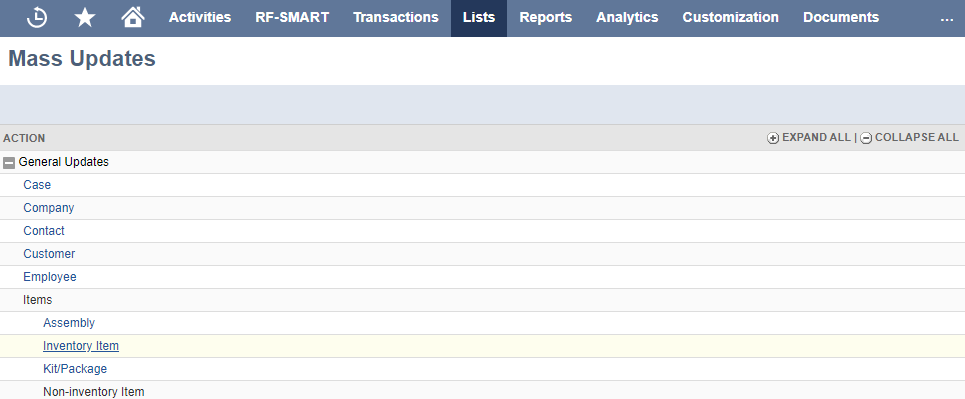 Activities RF-SMART Transactions Lists Reports Analytics Customization Documents ...
Mass Updates
ACTION EXPAND ALL | COLLAPSE ALL
General Updates
Case
Company
Contact
Customer
Employee
Items
Assembly
Inventory Item
Kit/Package
Non-inventory Item